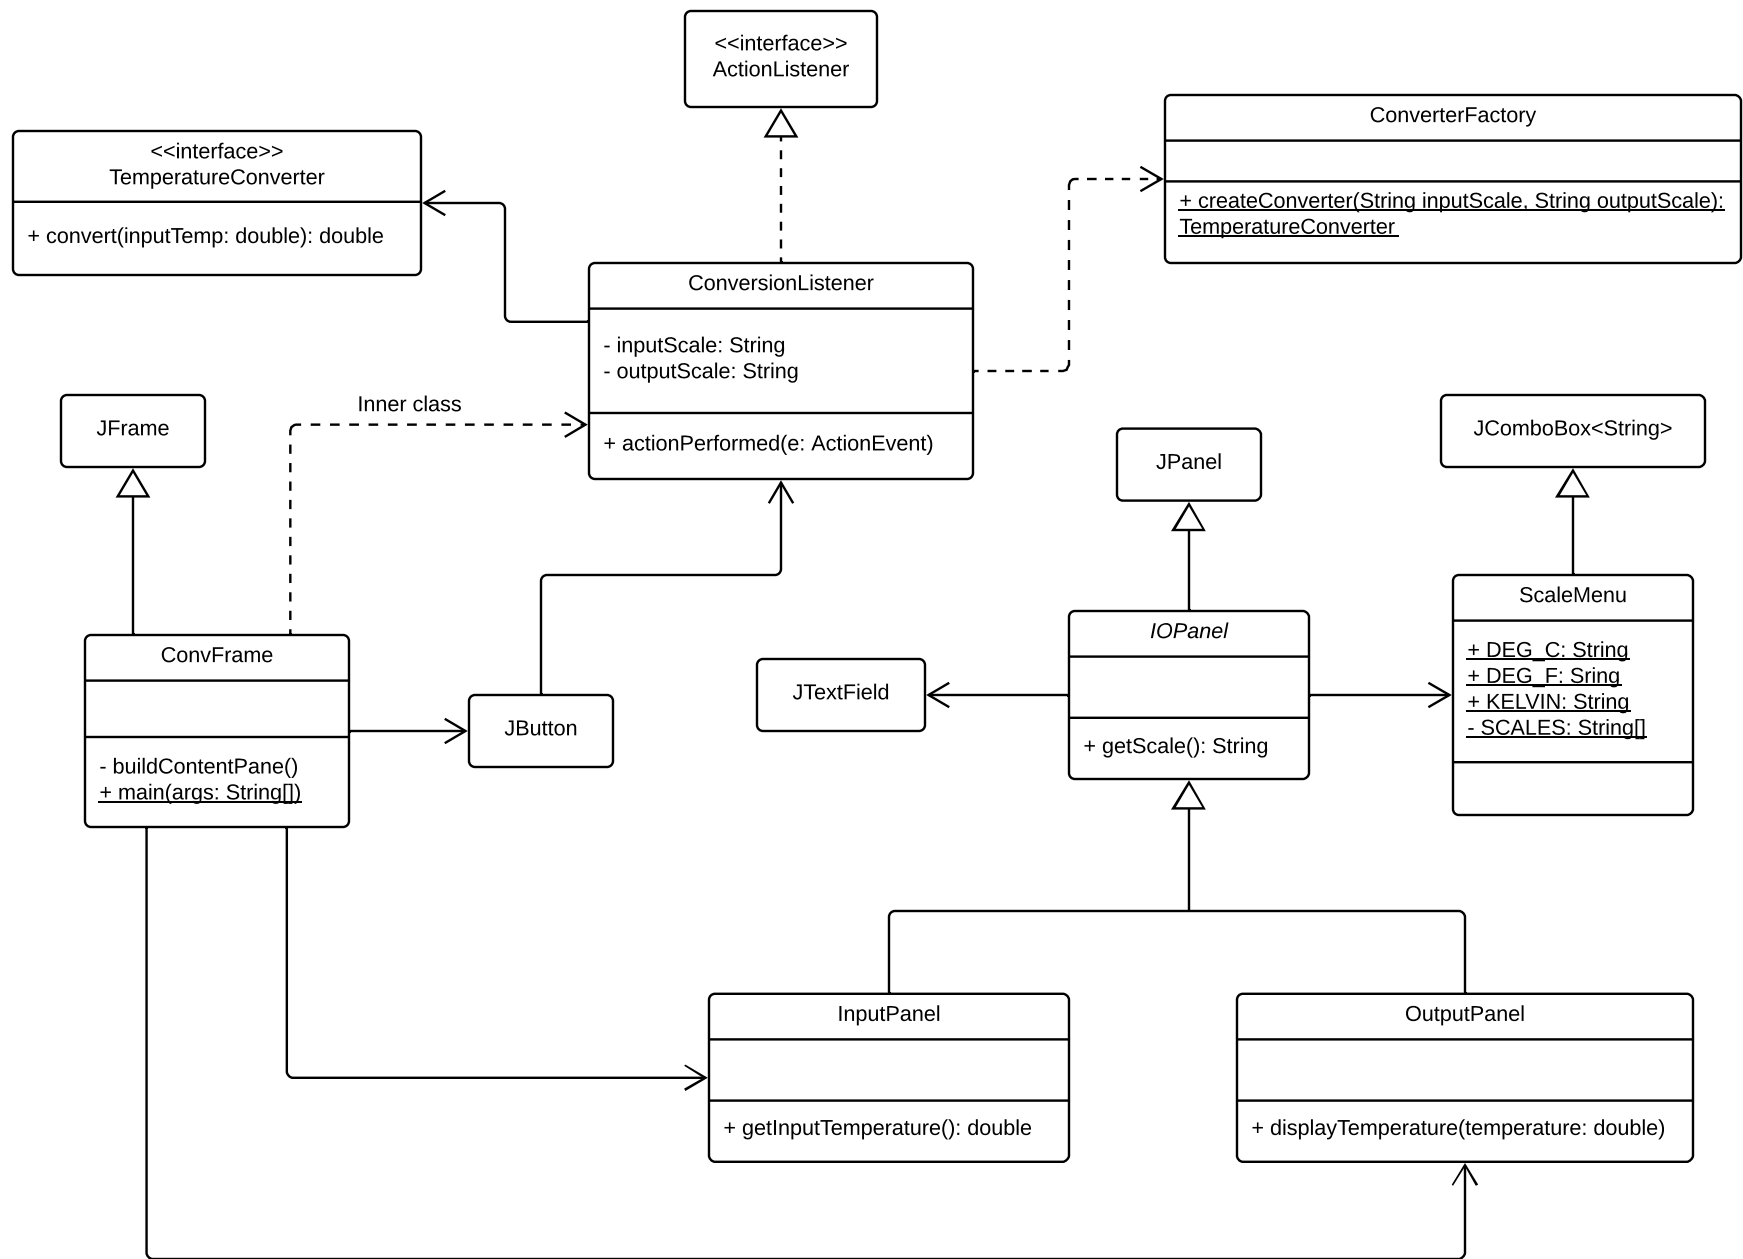 <<interface>>
ActionListener
ConverterFactory
+ createConverter(String inputScale, String outputScale):
TemperatureConverter
<<interface>>
TemperatureConverter
+ convert(inputTemp: double): double
ConversionListener
- inputScale: String
- outputScale: String
+ actionPerformed(e: ActionEvent)
Inner class
JFrame
JPanel
JComboBox<String>
ScaleMenu
+ DEG_C: String
+ DEG_F: Sring
+ KELVIN: String
- SCALES: String[]
IOPanel
+ getScale(): String
JTextField
ConvFrame
- buildContentPane()
+ main(args: String[])
JButton
InputPanel
+ getInputTemperature(): double
OutputPanel
+ displayTemperature(temperature: double)